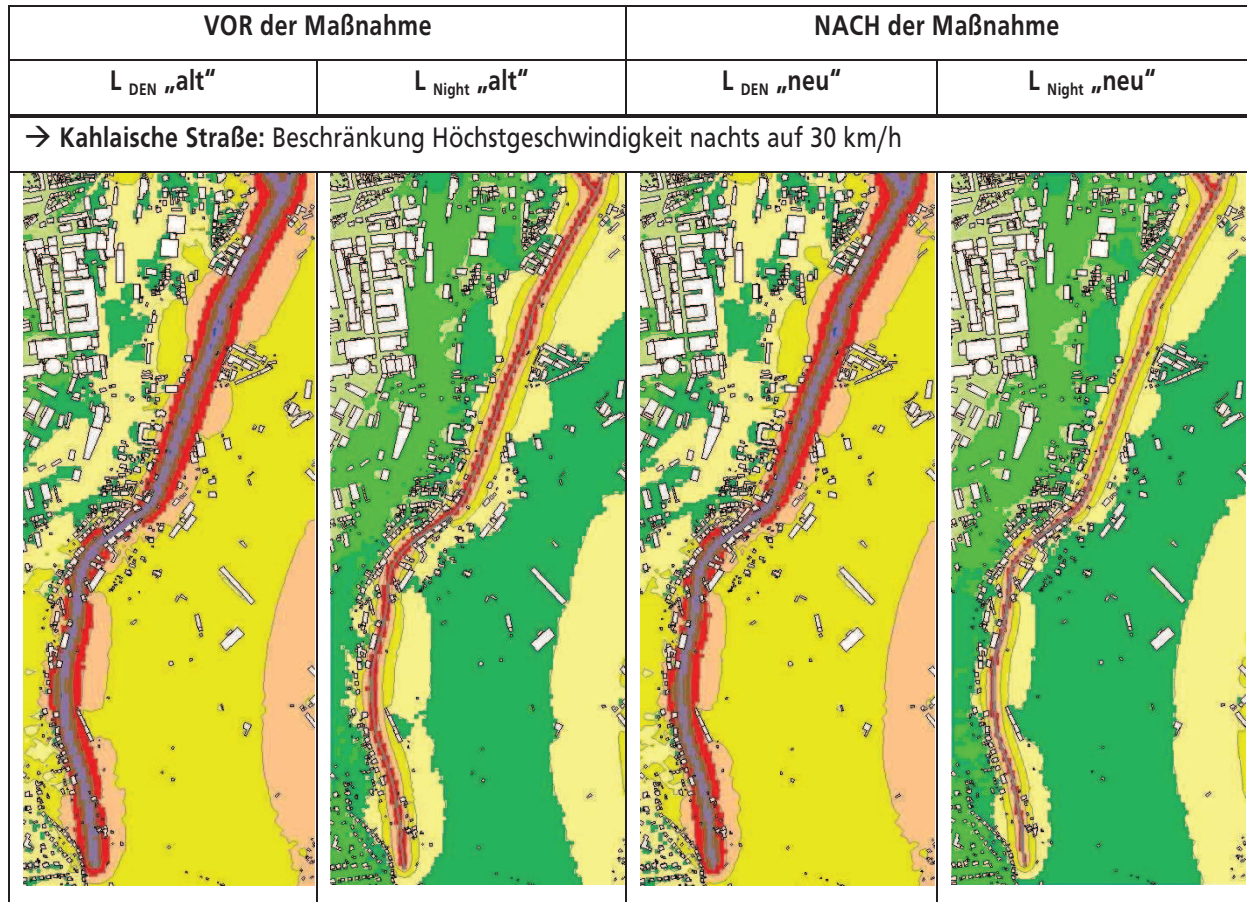 VOR der Maßnahme
NACH der Maßnahme
L DEN „alt“
L Night „alt“
L DEN „neu“
L Night „neu“
→ Kahlaische Straße: Beschränkung Höchstgeschwindigkeit nachts auf 30 km/h